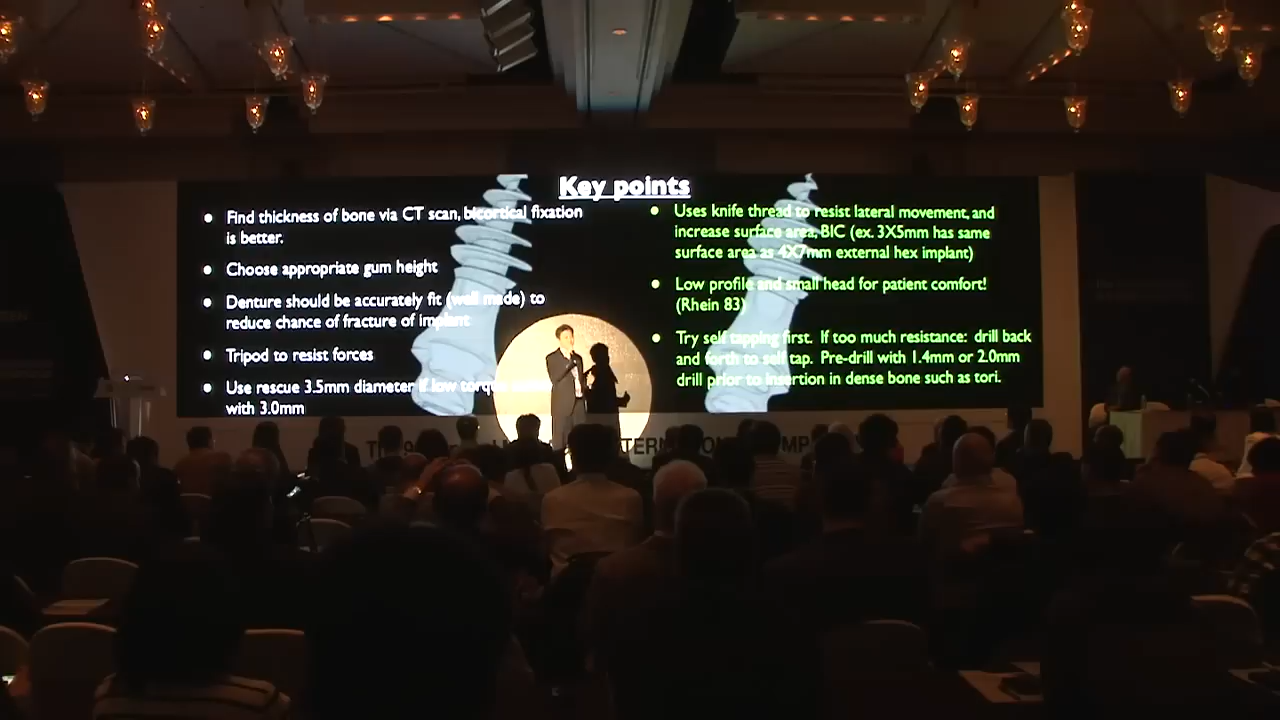 Key points
Find thickness of bone via CT scan, bicortical fixation
is better.
Choose appropriate gum height
Denture should be accurately fit (well made) to
reduce chance of fracture of implant
Tripod to resist forces
Use rescue 3.5mm diameter if low torque
with 3.0mm
Uses knife thread to resist lateral movement, and
increase surface area, BIC (ex. 3X5mm has same
surface area as 4X7mm external hex implant)
Low profile and small head for patient comfort!
(Rhein 83)
Try self tapping first. If too much resistance: drill back
and forth to self tap. Pre-drill with 1.4mm or 2.0mm
drill prior to insertion in dense bone such as tori.